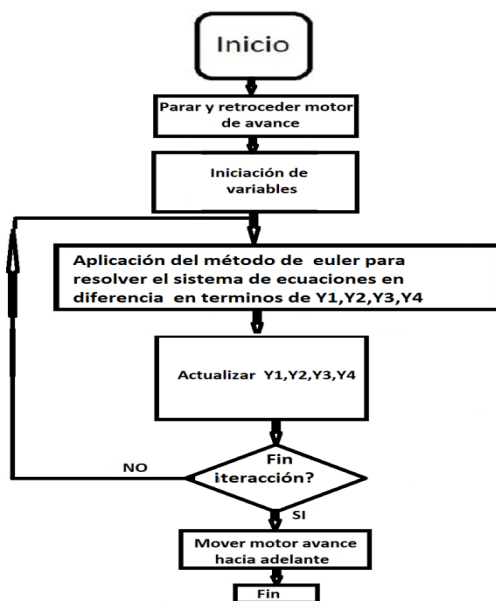 Inicio
Parar y retroceder motor
de avance
Iniciación de
variables
Aplicación del método de euler para
resolver el sistema de ecuaciones en
diferencia en terminos de Y1,Y2,Y3,Y4
Actualizar Y1,Y2,Y3,Y4
Fin
iteracción?
NO
SI
Mover motor avance
hacia adelante
Fin